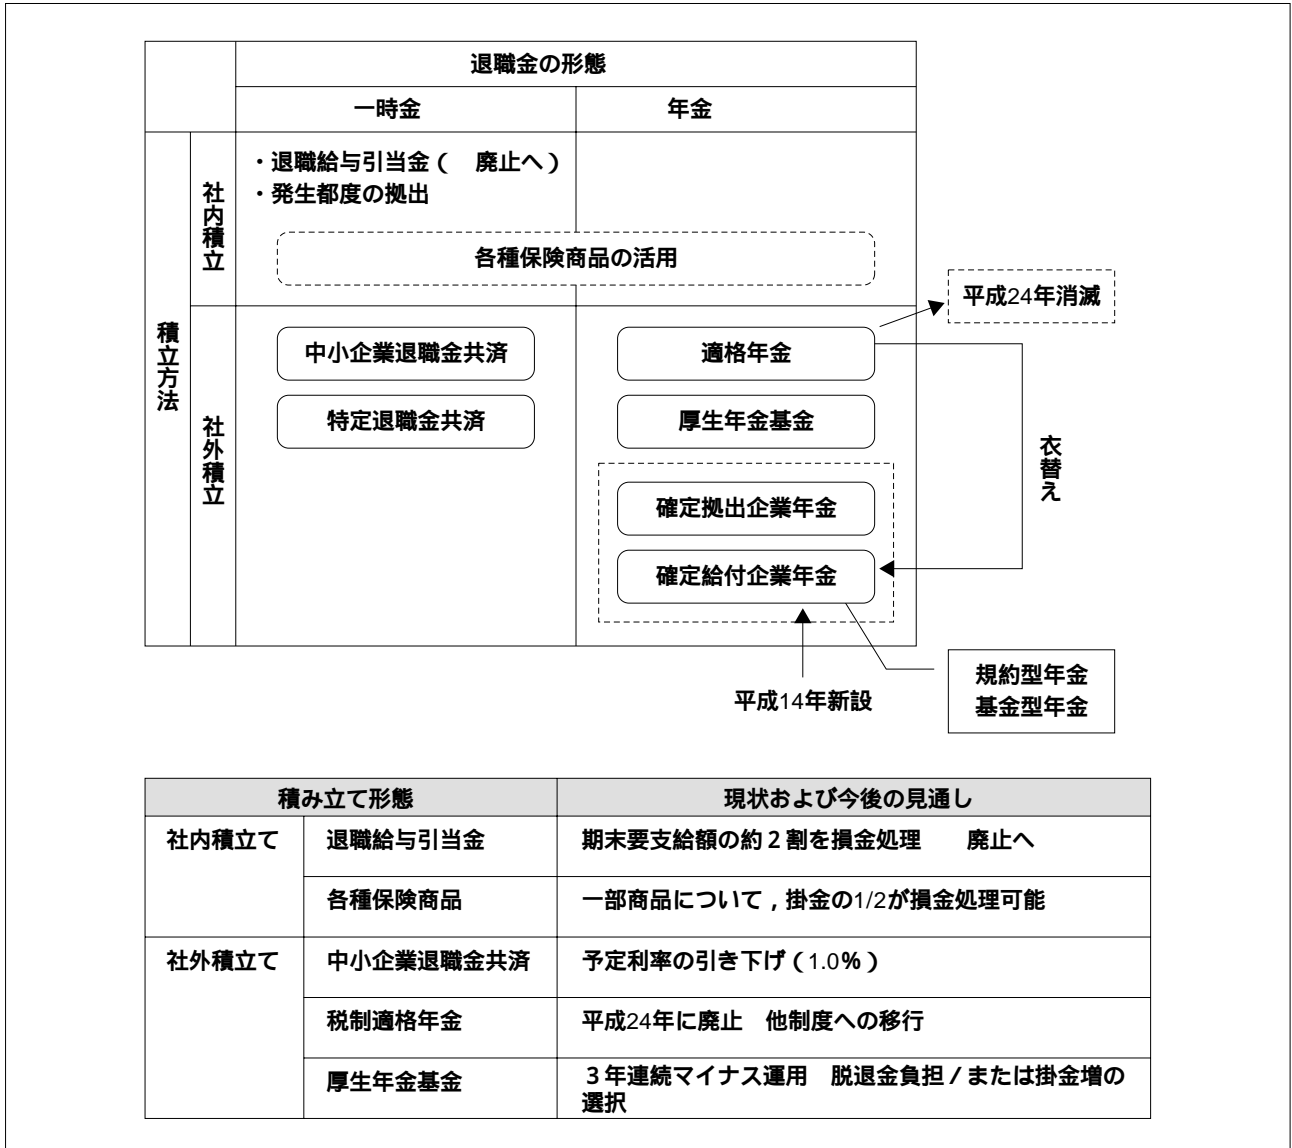 退職金の形態
一時金
年金
積立方法
社内積立
・退職給与引当金（　廃止へ）
・発生都度の拠出
各種保険商品の活用
社外積立
中小企業退職金共済
特定退職金共済
適格年金
厚生年金基金
確定拠出企業年金
確定給付企業年金
平成24年消滅
衣替え
平成14年新設
規約型年金
基金型年金
積み立て形態
現状および今後の見通し
社内積立て
退職給与引当金
期末要支給額の約２割を損金処理　　廃止へ
各種保険商品
一部商品について，掛金の1/2が損金処理可能
社外積立て
中小企業退職金共済
予定利率の引き下げ（1.0％）
税制適格年金
平成24年に廃止　他制度への移行
厚生年金基金
３年連続マイナス運用　脱退金負担／または掛金増の
選択